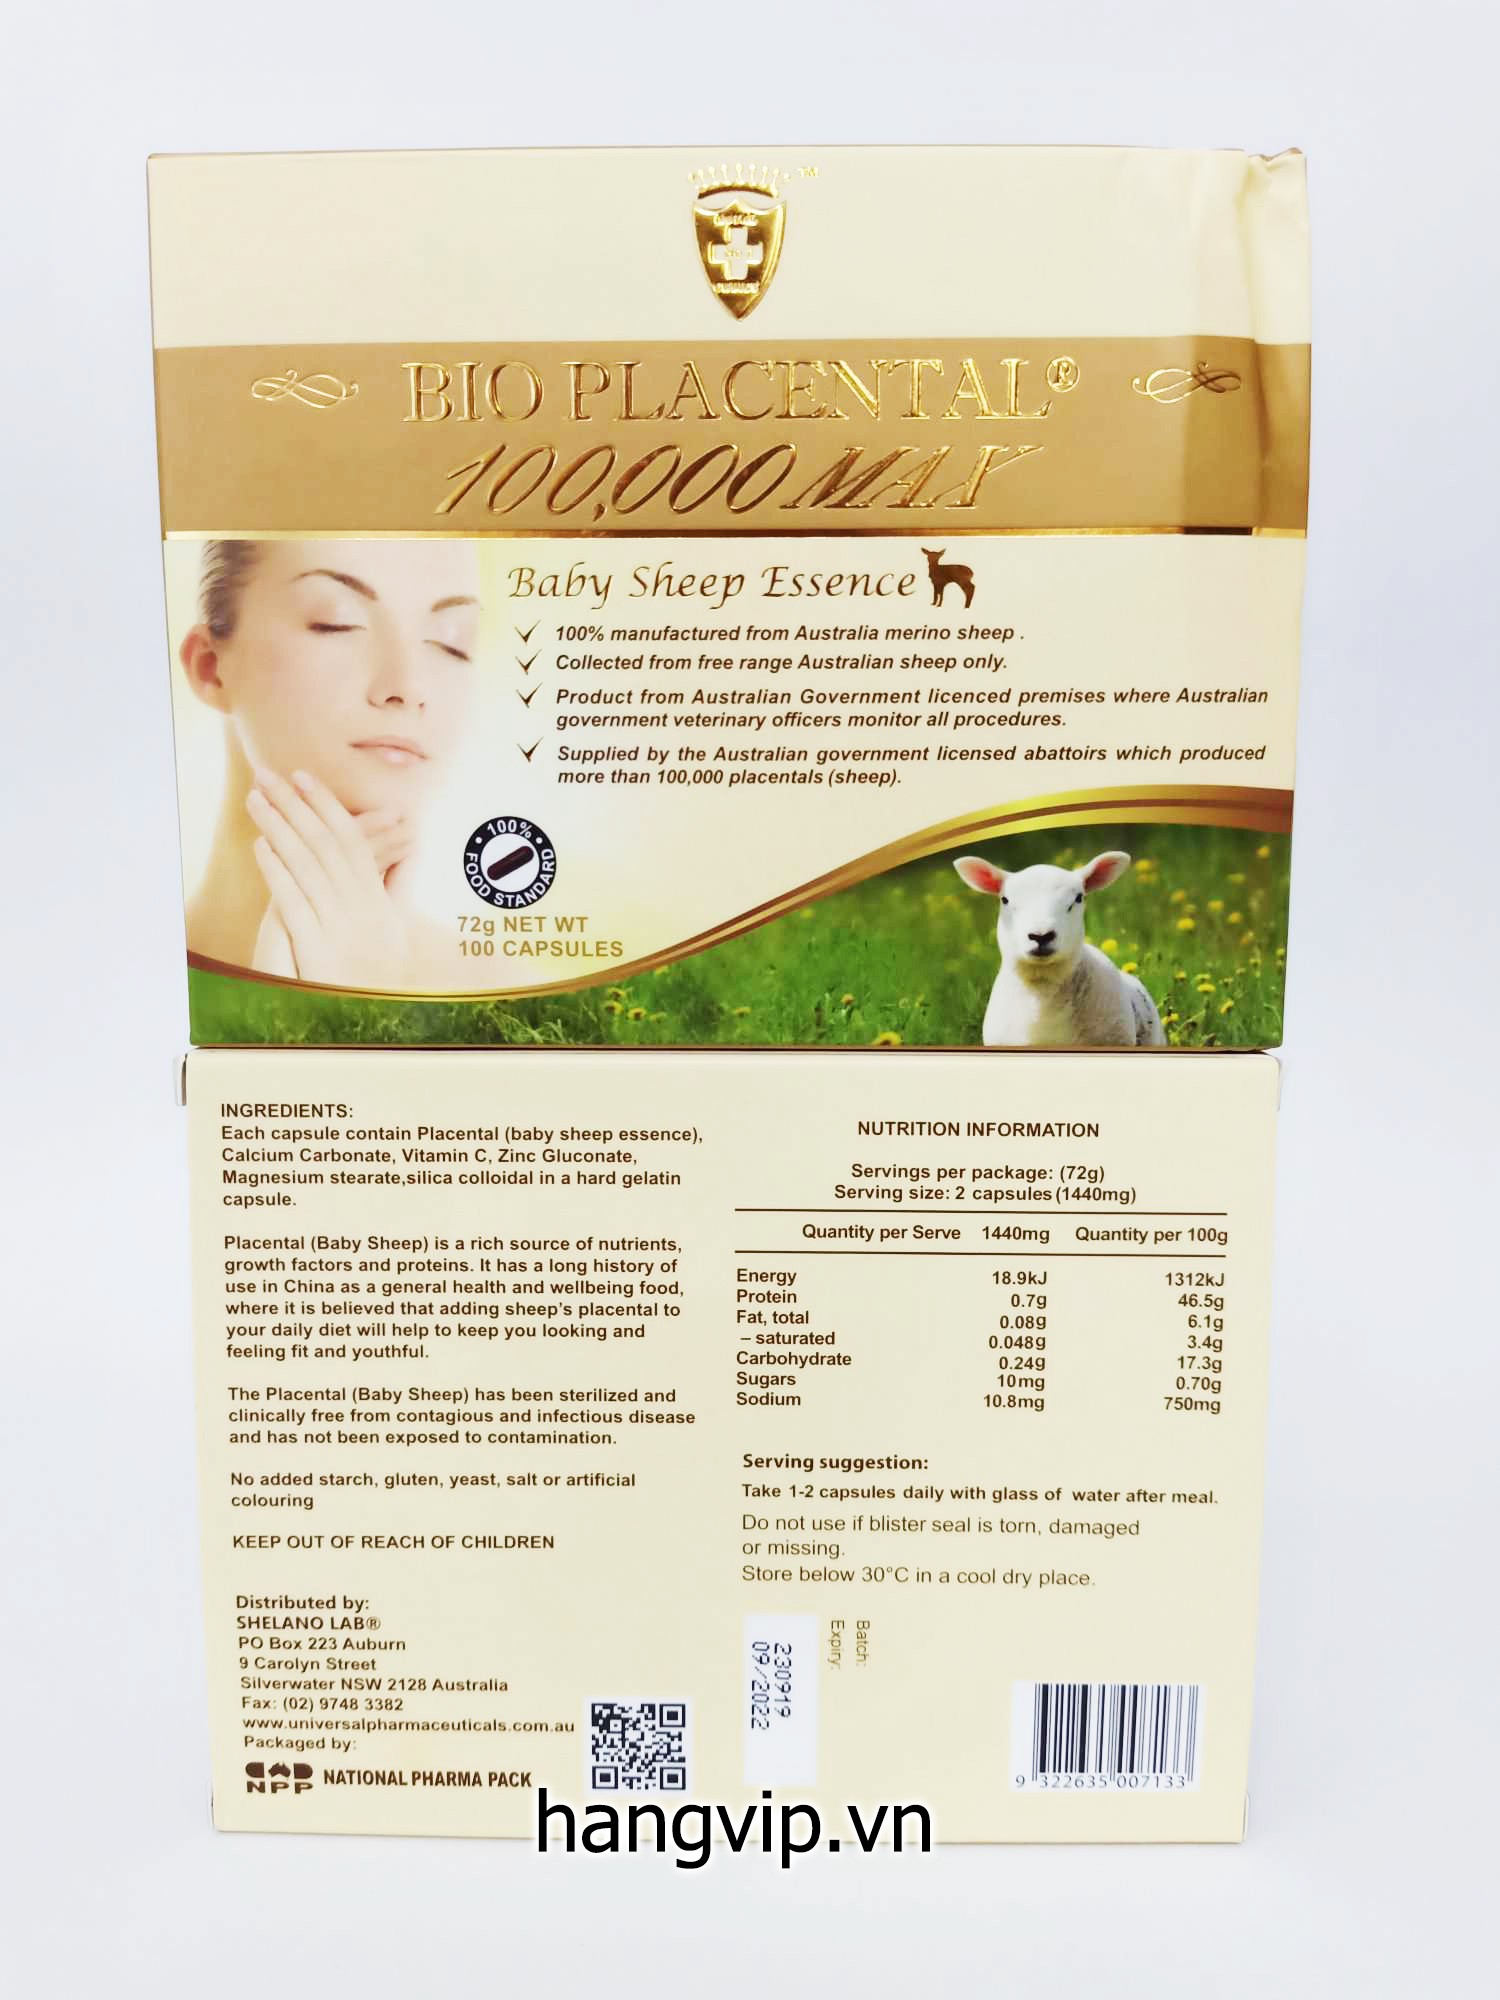 TM
BIO PLACENTAL®
100,000 MAX
Baby Sheep Essence
100% manufactured from Australia merino sheep .
Collected from free range Australian sheep only.
Product from Australian Government licenced premises where Australian
government veterinary officers monitor all procedures.
Supplied by the Australian government licensed abattoirs which produced
more than 100,000 placentals (sheep).
100%
FOOD STANDARD
72g NET WT
100 CAPSULES
INGREDIENTS:
Each capsule contain Placental (baby sheep essence),
Calcium Carbonate, Vitamin C, Zinc Gluconate,
Magnesium stearate,silica colloidal in a hard gelatin
capsule.
Placental (Baby Sheep) is a rich source of nutrients,
growth factors and proteins. It has a long history of
use in China as a general health and wellbeing food,
where it is believed that adding sheep's placental to
your daily diet will help to keep you looking and
feeling fit and youthful.
The Placental (Baby Sheep) has been sterilized and
clinically free from contagious and infectious disease
and has not been exposed to contamination.
No added starch, gluten, yeast, salt or artificial
colouring
KEEP OUT OF REACH OF CHILDREN
Distributed by:
SHELANO LAB®
PO Box 223 Auburn
9 Carolyn Street
Silverwater NSW 2128 Australia
Fax: (02) 9748 3382
www.universalpharmaceuticals.com.au
Packaged by:
NPP NATIONAL PHARMA PACK
NUTRITION INFORMATION
Servings per package: (72g)
Serving size: 2 capsules (1440mg)
Quantity per Serve 1440mg Quantity per 100g
Energy 18.9kJ 1312kJ
Protein 0.7g 46.5g
Fat, total 0.08g 6.1g
– saturated 0.048g 3.4g
Carbohydrate 0.24g 17.3g
Sugars 10mg 0.70g
Sodium 10.8mg 750mg
Serving suggestion:
Take 1-2 capsules daily with glass of water after meal.
Do not use if blister seal is torn, damaged
or missing.
Store below 30°C in a cool dry place.
Batch: 230919
Expiry: 09/2022
9 322635 007133
hangvip.vn